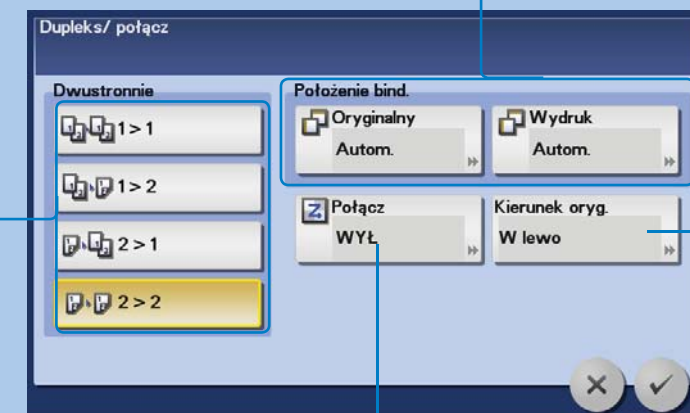 Dupleks/ połącz
Dwustronnie
1 > 1
1 > 2
2 > 1
2 > 2
Położenie bind.
Oryginalny
Autom.
Wydruk
Autom.
Połącz
WYŁ
Kierunek oryg.
W lewo